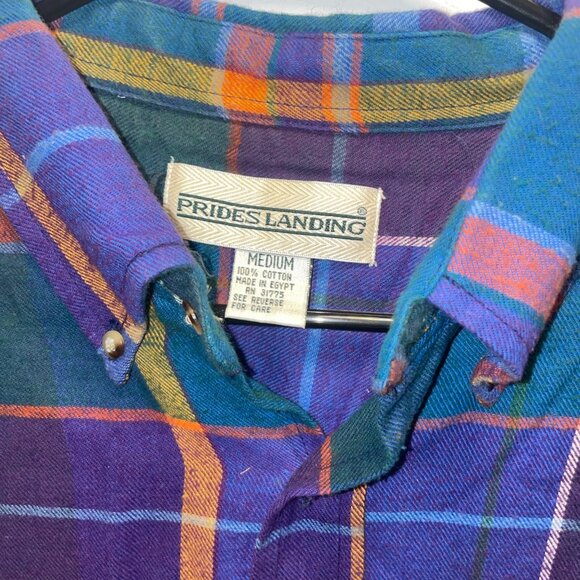 PRIDES LANDING®
MEDIUM
100% COTTON
MADE IN EGYPT
RN 31775
SEE REVERSE
FOR CARE